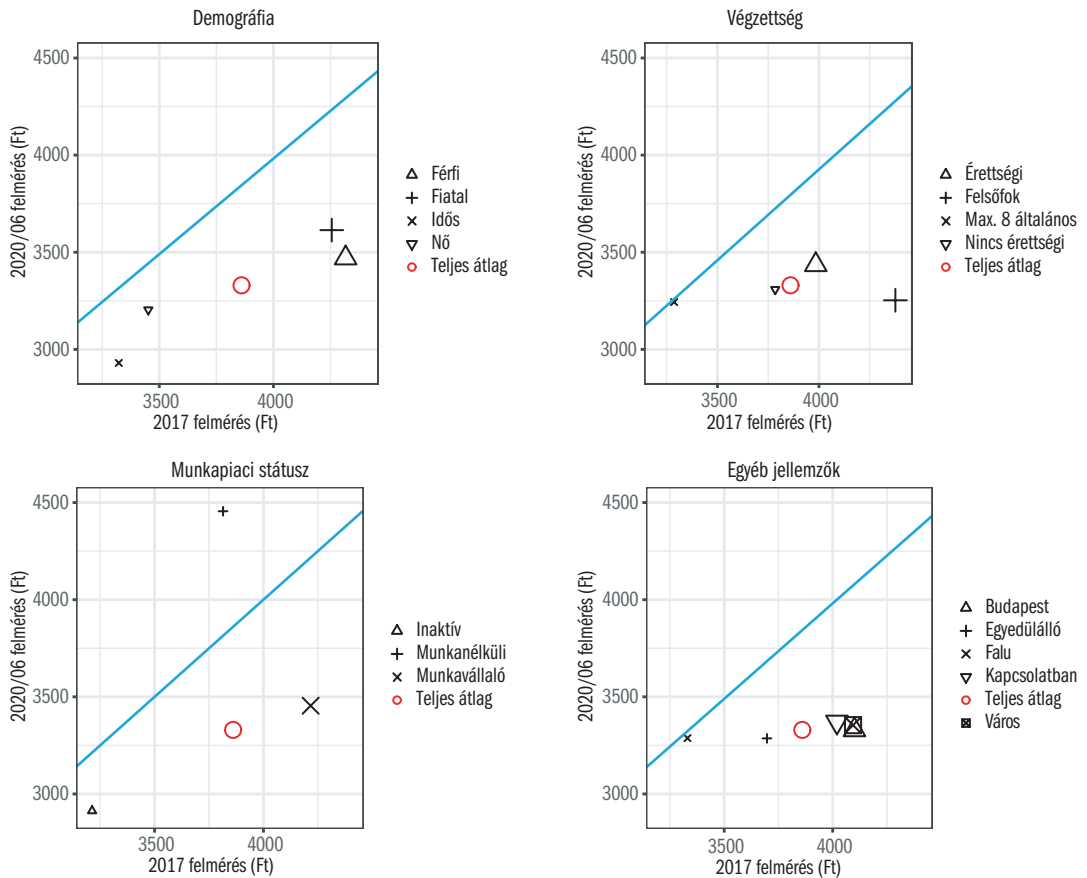 Demográfia
4500
4000
3500
3000
2020/06 felmérés (Ft)
3500 4000
2017 felmérés (Ft)
Férfi
Fiatal
Idős
Nő
Teljes átlag
Végzettség
4500
4000
3500
3000
2020/06 felmérés (Ft)
3500 4000
2017 felmérés (Ft)
Érettségi
Felsőfok
Max. 8 általános
Nincs érettségi
Teljes átlag
Munkapiaci státusz
4500
4000
3500
3000
2020/06 felmérés (Ft)
3500 4000
2017 felmérés (Ft)
Inaktív
Munkanélküli
Munkavállaló
Teljes átlag
Egyéb jellemzők
4500
4000
3500
3000
2020/06 felmérés (Ft)
3500 4000
2017 felmérés (Ft)
Budapest
Egyedülálló
Falu
Kapcsolatban
Teljes átlag
Város